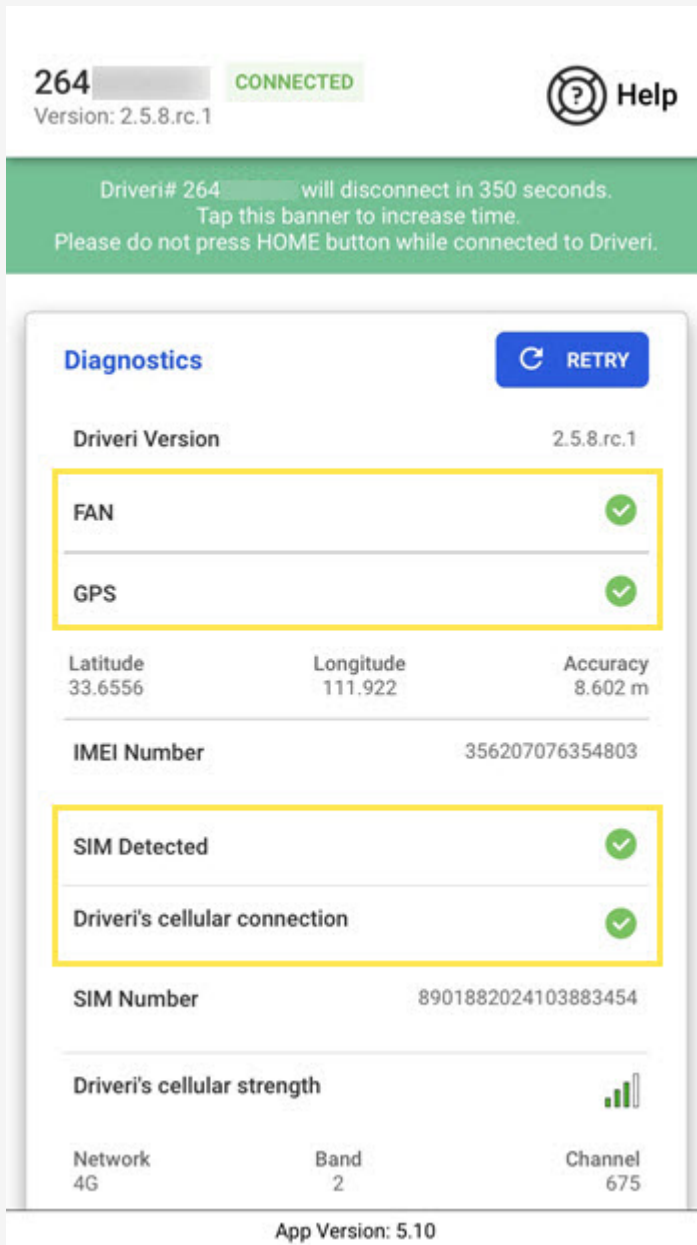 264 CONNECTED
Help
Version: 2.5.8.rc.1
Driveri# 264 will disconnect in 350 seconds.
Tap this banner to increase time.
Please do not press HOME button while connected to Driveri.
Diagnostics RETRY
Driveri Version 2.5.8.rc.1
FAN
GPS
Latitude Longitude Accuracy
33.6556 111.922 8.602 m
IMEI Number 356207076354803
SIM Detected
Driveri's cellular connection
SIM Number 8901882024103883454
Driveri's cellular strength
Network Band Channel
4G 2 675
App Version: 5.10